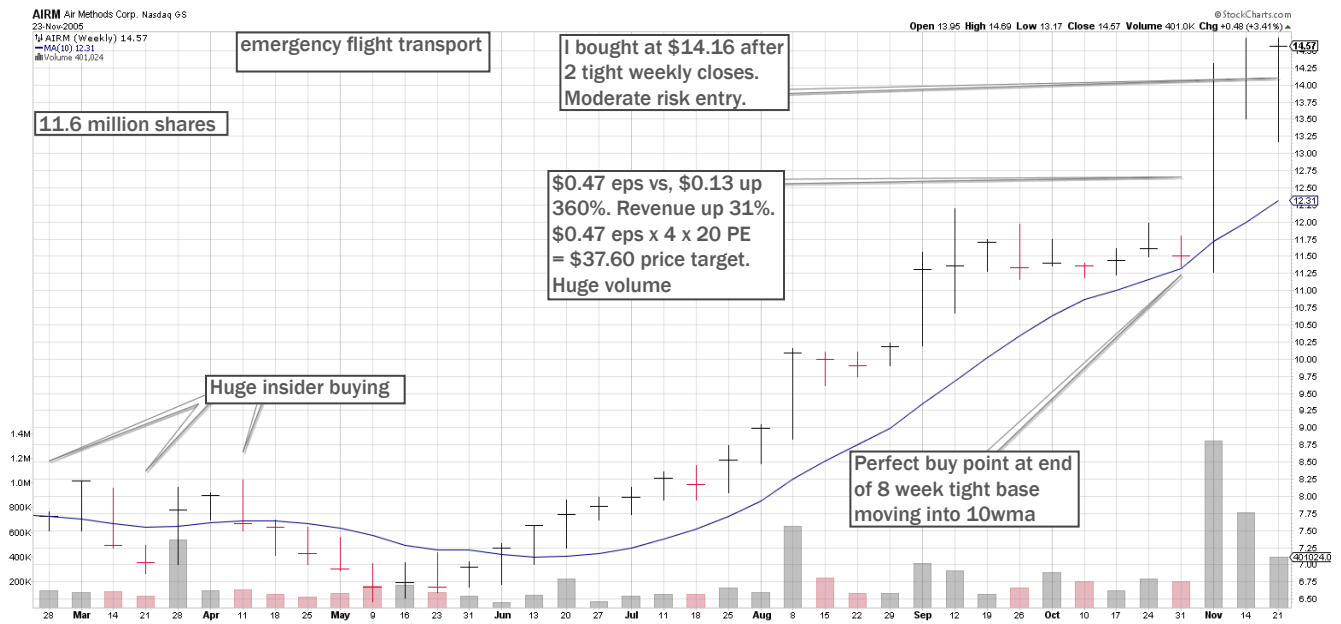 AIRM Air Methods Corp. Nasdaq GS
© StockCharts.com
23-Nov-2005
Open 13.95 High 14.69 Low 13.17 Close 14.57 Volume 401.0K Chg +0.48 (+3.41%)
AIRM (Weekly) 14.57
MA(10) 12.31
Volume 401,024
emergency flight transport
I bought at $14.16 after
2 tight weekly closes.
Moderate risk entry.
11.6 million shares
$0.47 eps vs, $0.13 up
360%. Revenue up 31%.
$0.47 eps x 4 x 20 PE
= $37.60 price target.
Huge volume
Huge insider buying
Perfect buy point at end
of 8 week tight base
moving into 10wma
14.57
14.25
14.00
13.75
13.50
13.25
13.00
12.75
12.50
12.31
12.00
11.75
11.50
11.25
11.00
10.75
10.50
10.25
10.00
9.75
9.50
9.25
9.00
8.75
8.50
8.25
8.00
7.75
7.50
7.25
401024.0
6.75
6.50
1.4M
1.2M
1.0M
800K
600K
400K
200K
28 Mar 14 21 28 Apr 11 18 25 May 9 16 23 31 Jun 13 20 27 Jul 11 18 25 Aug 8 15 22 29 Sep 12 19 26 Oct 10 17 24 31 Nov 14 21